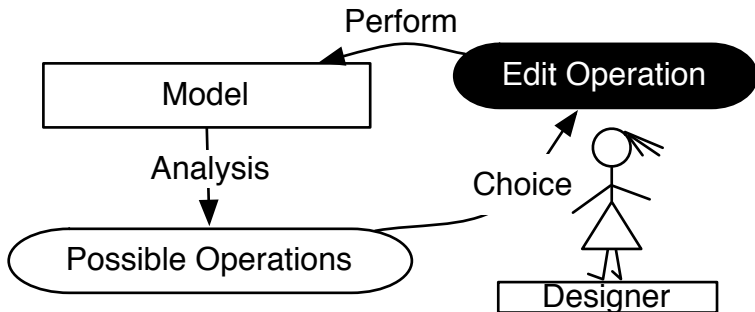 Perform
Edit Operation
Model
Analysis
Choice
Possible Operations
Designer